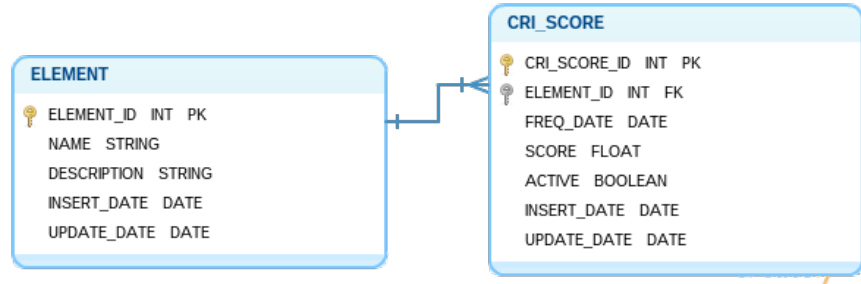 ELEMENT
ELEMENT_ID INT PK
NAME STRING
DESCRIPTION STRING
INSERT_DATE DATE
UPDATE_DATE DATE
CRI_SCORE
CRI_SCORE_ID INT PK
ELEMENT_ID INT FK
FREQ_DATE DATE
SCORE FLOAT
ACTIVE BOOLEAN
INSERT_DATE DATE
UPDATE_DATE DATE